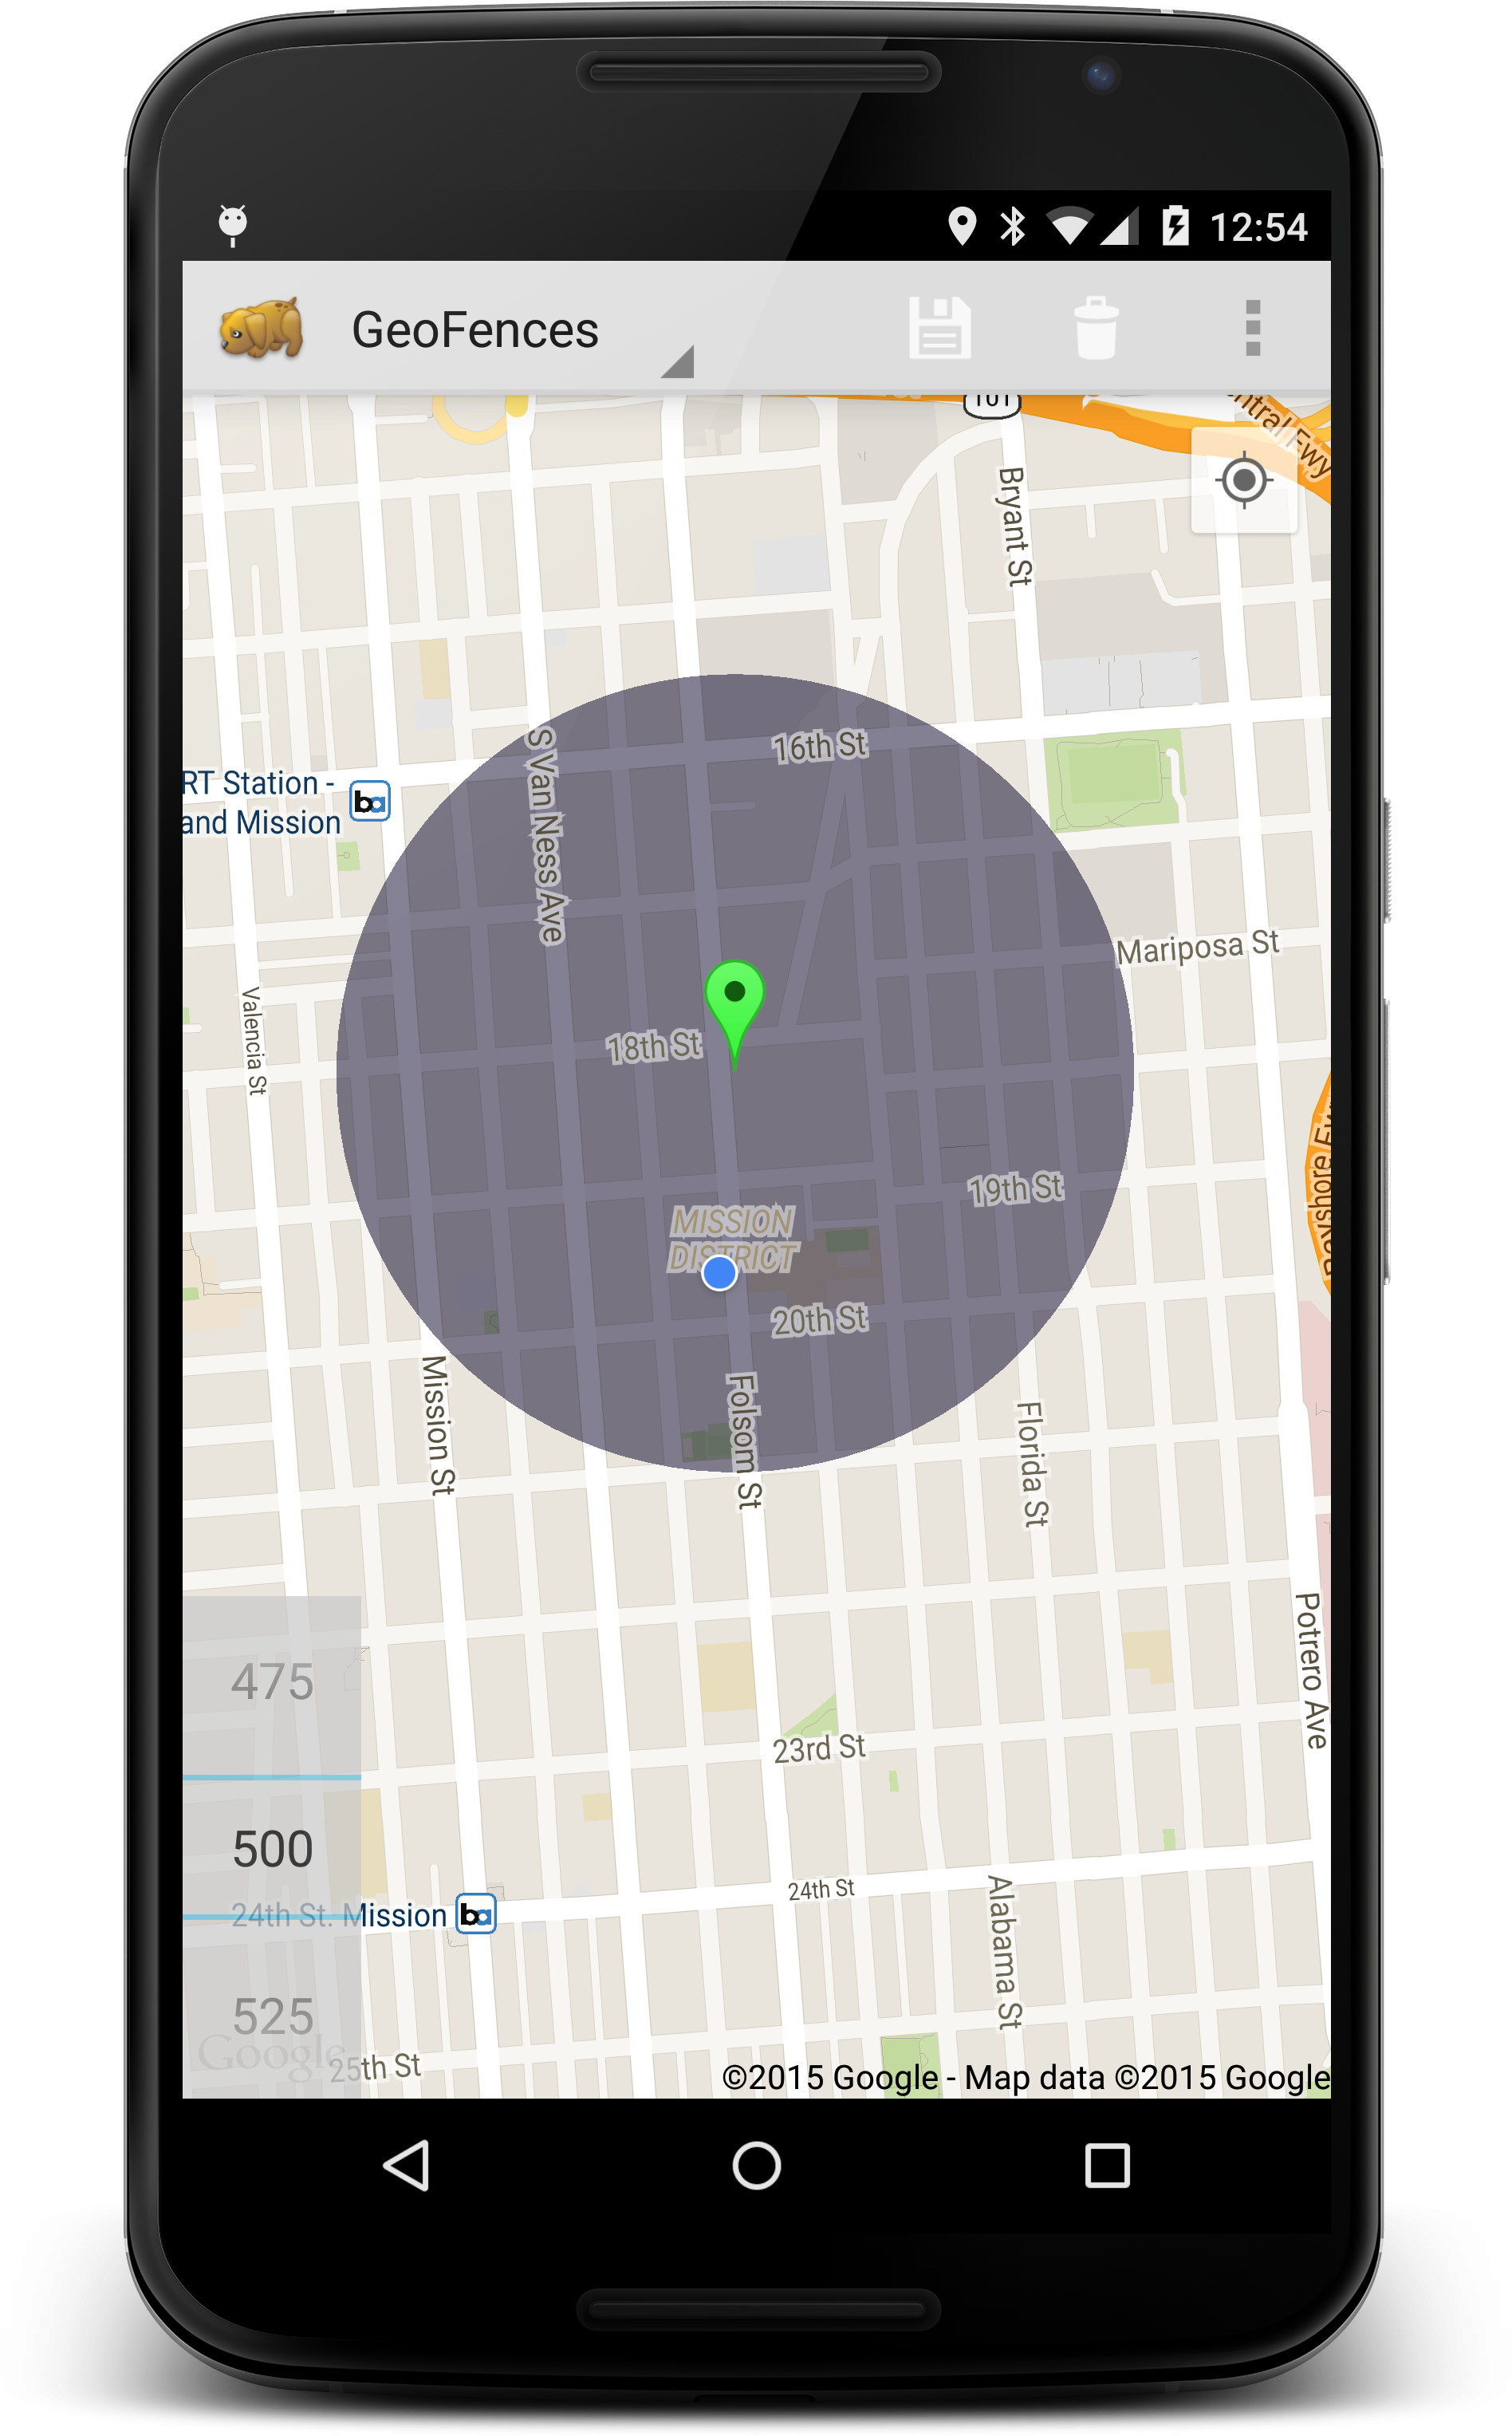 12:54
GeoFences
101
ntral Fwy
Bryant St
16th St
S Van Ness Ave
RT Station -
and Mission
ba
Mariposa St
Valencia St
18th St
19th St
MISSION
DISTRICT
20th St
Mission St
Folsom St
Florida St
Potrero Ave
475
23rd St
500
24th St
24th St. Mission
ba
Alabama St
525
Google
25th St
©2015 Google - Map data ©2015 Google